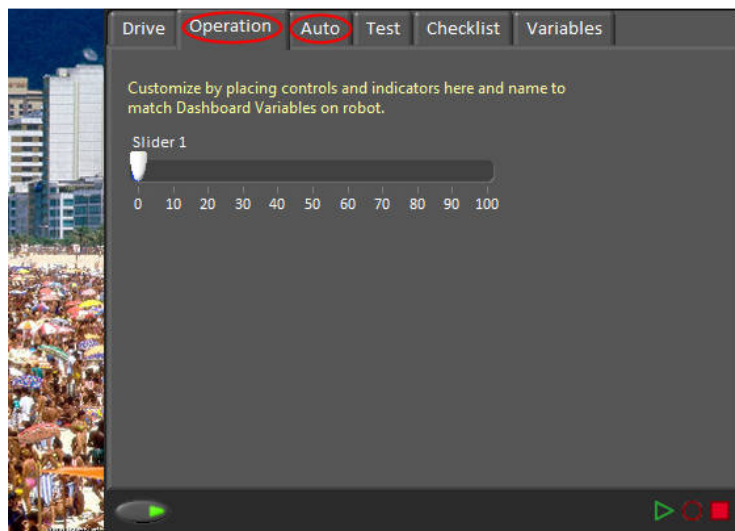 Drive Operation Auto Test Checklist Variables
Customize by placing controls and indicators here and name to
match Dashboard Variables on robot.
Slider 1
0 10 20 30 40 50 60 70 80 90 100